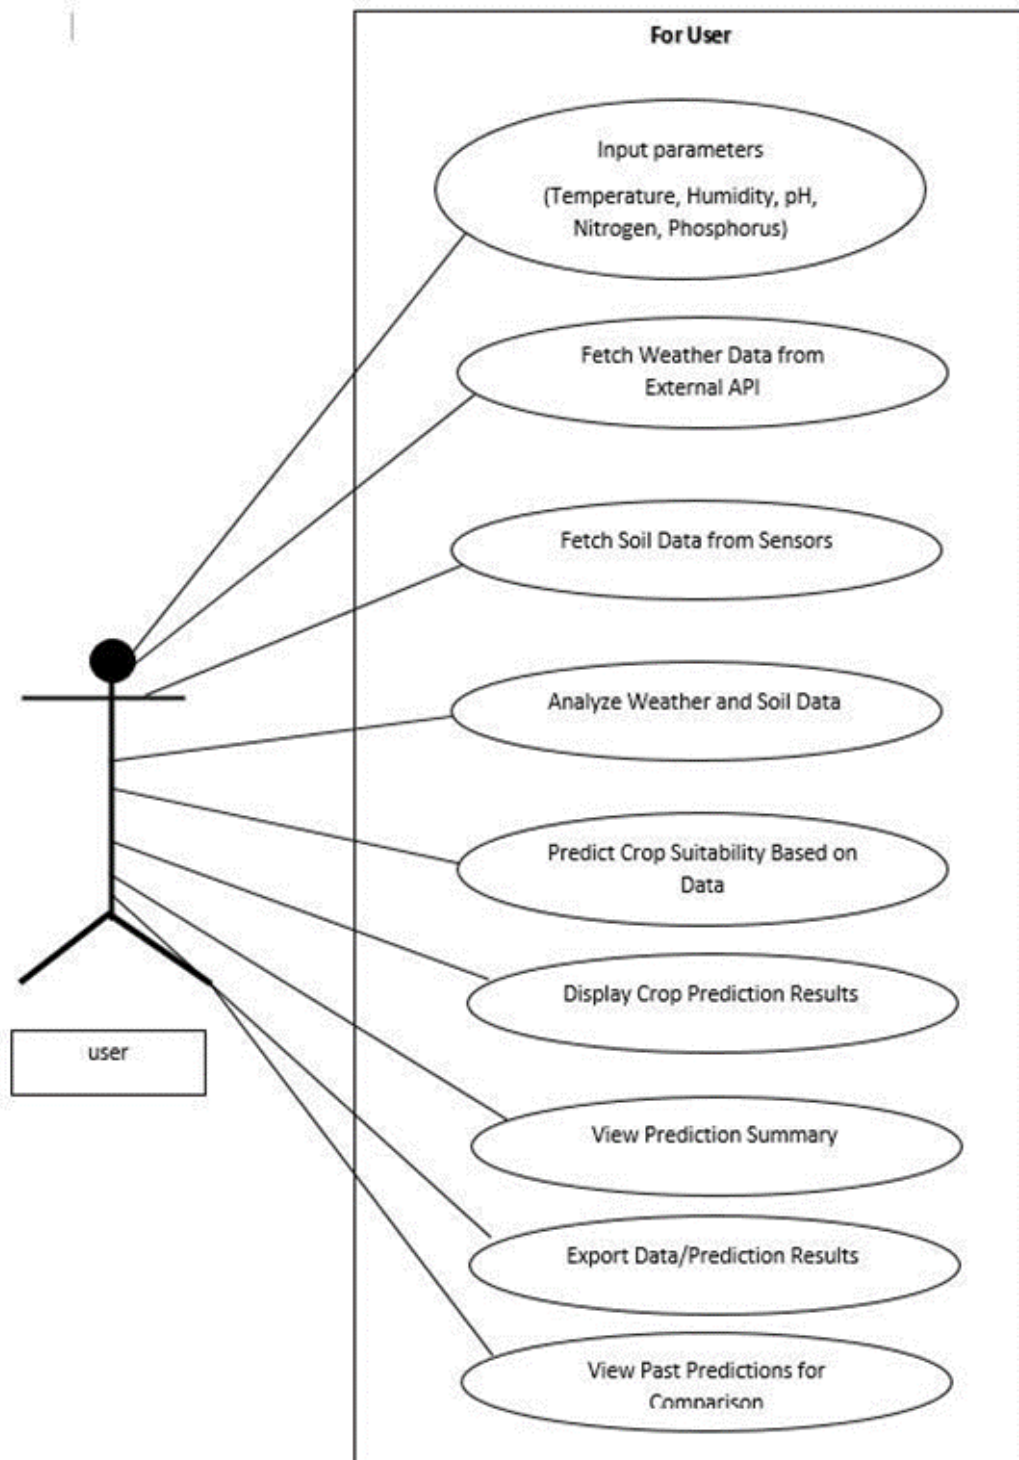 For User
Input parameters
(Temperature, Humidity, pH,
Nitrogen, Phosphorus)
Fetch Weather Data from
External API
Fetch Soil Data from Sensors
Analyze Weather and Soil Data
Predict Crop Suitability Based on
Data
Display Crop Prediction Results
user
View Prediction Summary
Export Data/Prediction Results
View Past Predictions for
Comparison